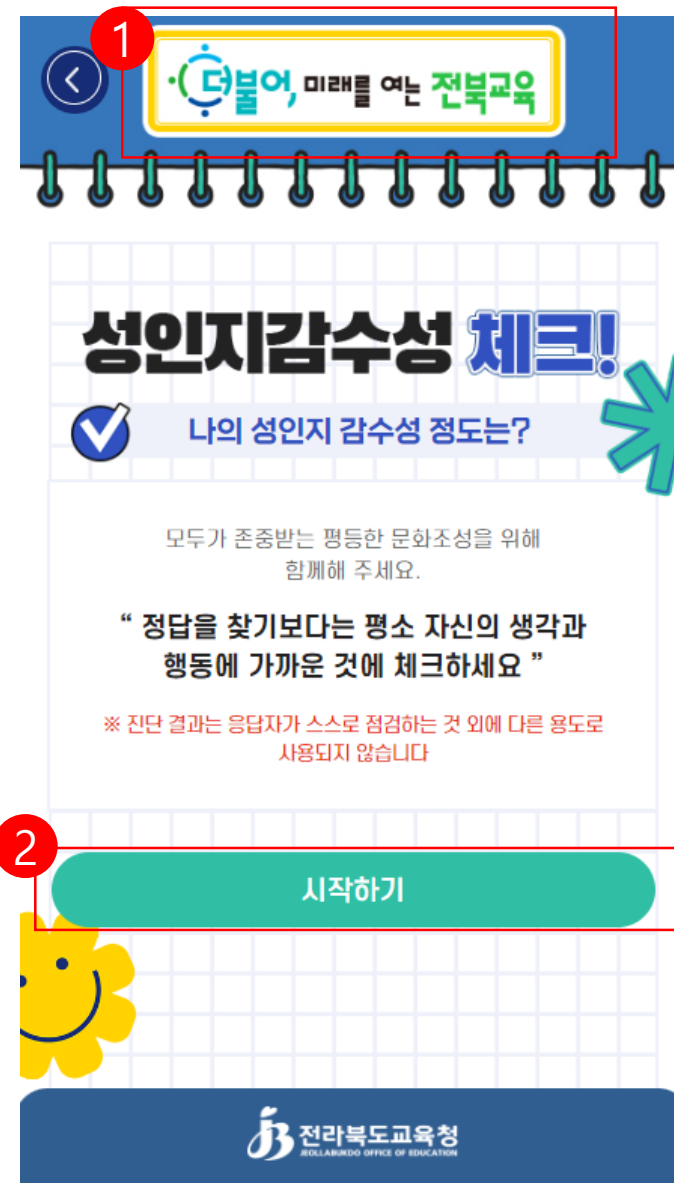 1
더불어, 미래를 여는 전북교육
성인지감수성 체크!
나의 성인지 감수성 정도는?
모두가 존중받는 평등한 문화조성을 위해
함께해 주세요.
“ 정답을 찾기보다는 평소 자신의 생각과
행동에 가까운 것에 체크하세요 ”
※ 진단 결과는 응답자가 스스로 점검하는 것 외에 다른 용도로
사용되지 않습니다
2
시작하기
전라북도교육청
JEOLLABUKDO OFFICE OF EDUCATION